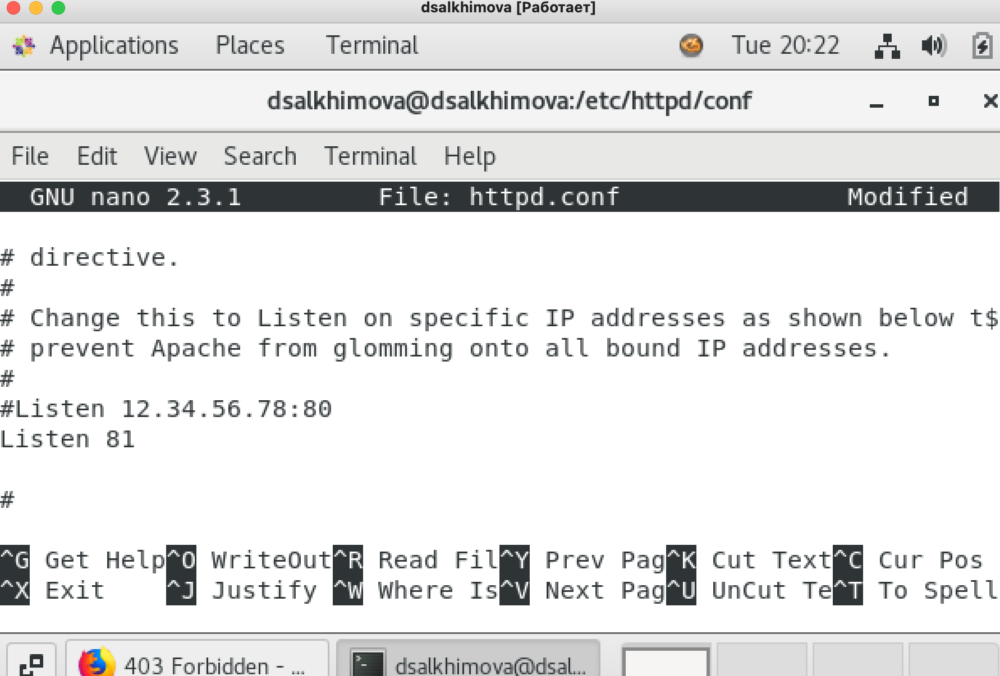 dsalkhimova [Работает]
Applications Places Terminal Tue 20:22
dsalkhimova@dsalkhimova:/etc/httpd/conf
File Edit View Search Terminal Help
GNU nano 2.3.1 File: httpd.conf Modified
# directive.
#
# Change this to Listen on specific IP addresses as shown below t$
# prevent Apache from glomming onto all bound IP addresses.
#
#Listen 12.34.56.78:80
Listen 81
#
^G Get Help^O WriteOut^R Read Fil^Y Prev Pag^K Cut Text^C Cur Pos
^X Exit ^J Justify ^W Where Is^V Next Pag^U UnCut Te^T To Spell
403 Forbidden - ... dsalkhimova@dsal...